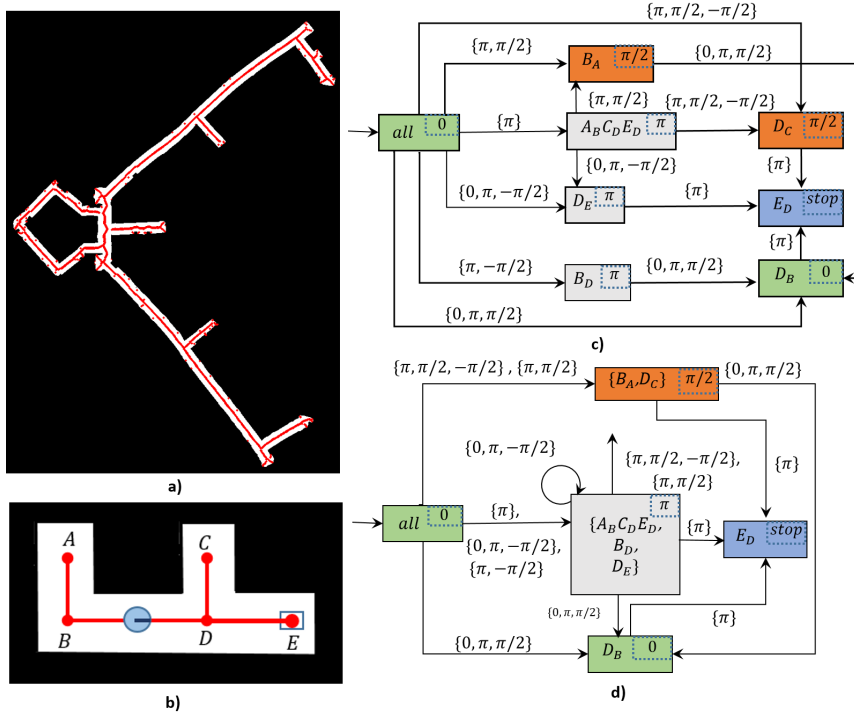 {π, π/2, −π/2}
{π, π/2}
B_A π/2
{0, π, π/2}
{π, π/2}
{π, π/2, −π/2}
all 0
{π}
A_B C_D E_D π
D_C π/2
{0, π, −π/2}
{π}
{0, π, −π/2}
D_E π
{π}
E_D stop
{π}
{π, −π/2}
B_D π
{0, π, π/2}
D_B 0
{0, π, π/2}
c)
{π, π/2, −π/2} , {π, π/2}
{B_A, D_C} π/2
{0, π, π/2}
{0, π, −π/2}
{π, π/2, −π/2},
{π, π/2}
{π}
a)
all 0
{π},
{0, π, −π/2},
{π, −π/2}
π
{A_B C_D E_D,
B_D,
D_E}
{π}
E_D stop
A
C
B
D
E
{0, π, π/2}
{π}
{0, π, π/2}
D_B 0
b)
d)